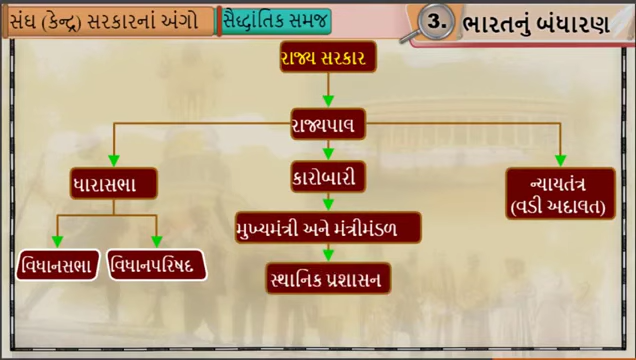 સંઘ (કેન્દ્ર) સરકારનાં અંગો
સૈદ્ધાંતિક સમજ
3. ભારતનું બંધારણ
રાજ્ય સરકાર
રાજ્યપાલ
ધારાસભા
કારોબારી
ન્યાયતંત્ર
(વડી અદાલત)
મુખ્યમંત્રી અને મંત્રીમંડળ
વિધાનસભા
વિધાનપરિષદ
સ્થાનિક પ્રશાસન